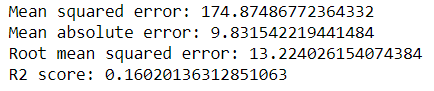 Mean squared error: 174.87486772364332
Mean absolute error: 9.831542219441484
Root mean squared error: 13.224026154074384
R2 score: 0.16020136312851063